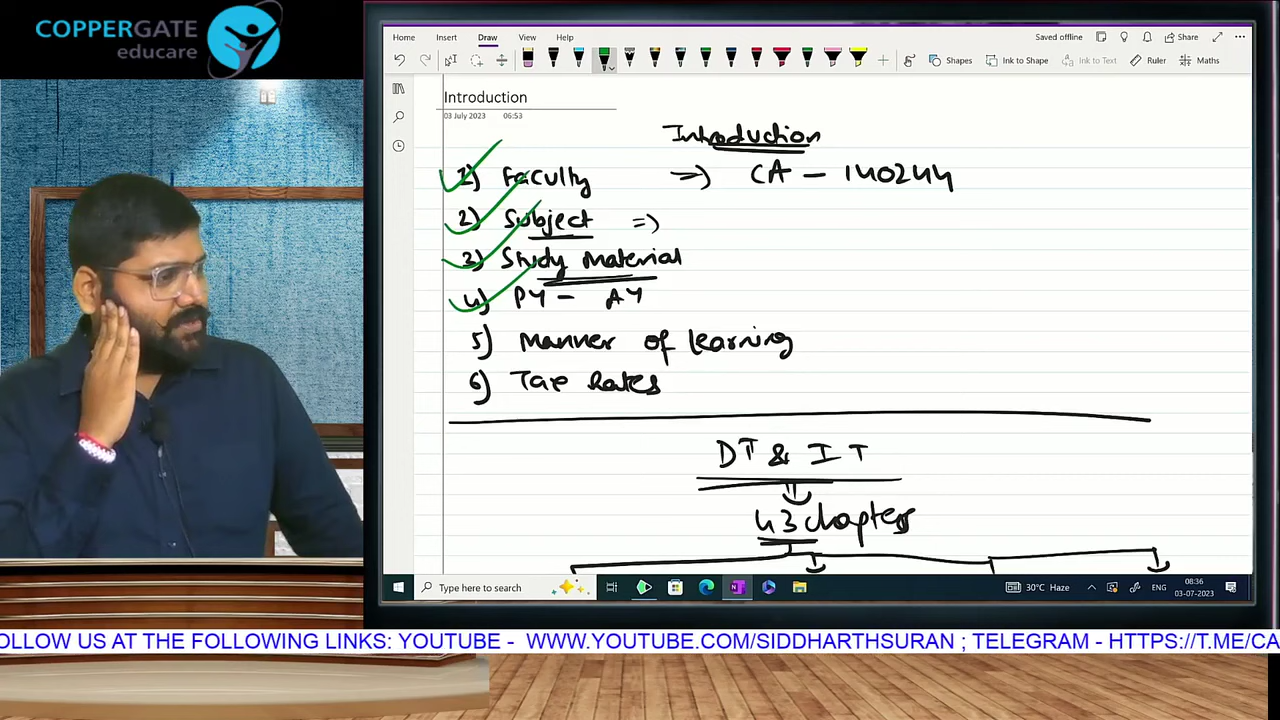 COPPERGATE
educare
Home Insert Draw View Help
Saved offline
Share
Shapes
Ink to Shape
Ink to Text
Ruler
Maths
Introduction
03 July 2023 06:53
Introduction
1) Faculty => CA - 140244
2) Subject =>
3) Study Material
4) PY - AY
5) Manner of learning
6) Tax Rates
DT & IT
43 chapters
Type here to search
30°C Haze
ENG
08:36
03-07-2023
OLLOW US AT THE FOLLOWING LINKS: YOUTUBE - WWW.YOUTUBE.COM/SIDDHARTHSURAN ; TELEGRAM - HTTPS://T.ME/CA